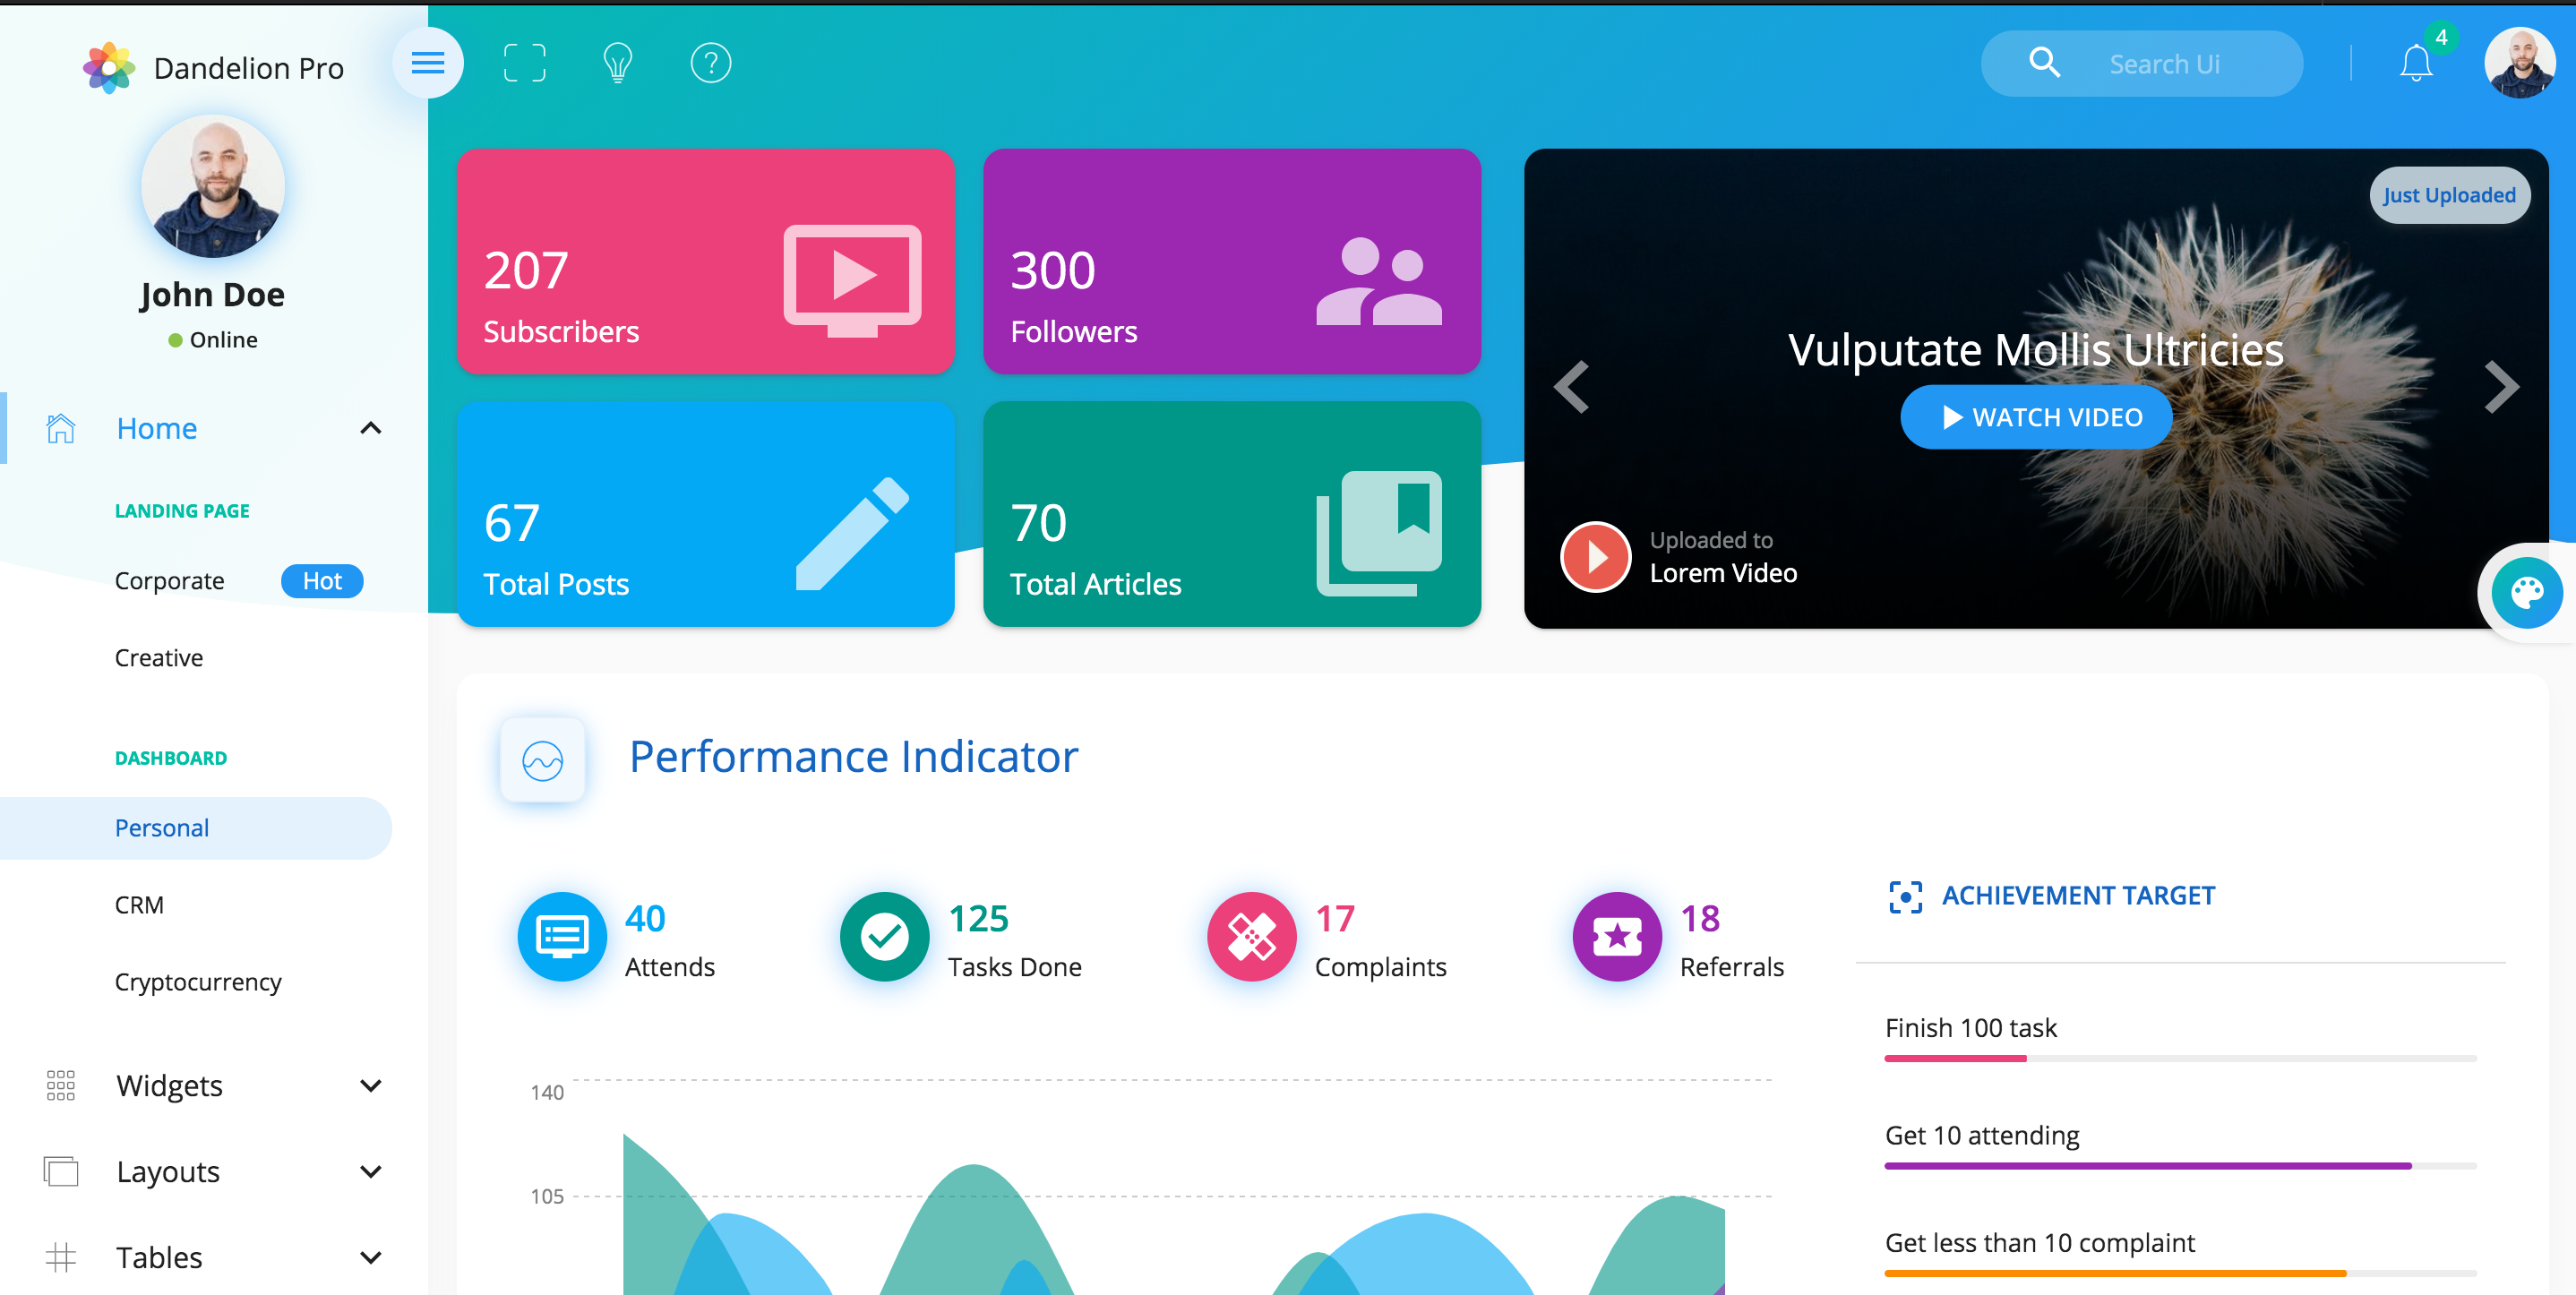 Dandelion Pro
Search Ui
4
John Doe
Online
Home
LANDING PAGE
Corporate
Hot
Creative
DASHBOARD
Personal
CRM
Cryptocurrency
Widgets
Layouts
Tables
207
Subscribers
300
Followers
67
Total Posts
70
Total Articles
Just Uploaded
Vulputate Mollis Ultricies
WATCH VIDEO
Uploaded to
Lorem Video
Performance Indicator
40
Attends
125
Tasks Done
17
Complaints
18
Referrals
140
105
ACHIEVEMENT TARGET
Finish 100 task
Get 10 attending
Get less than 10 complaint